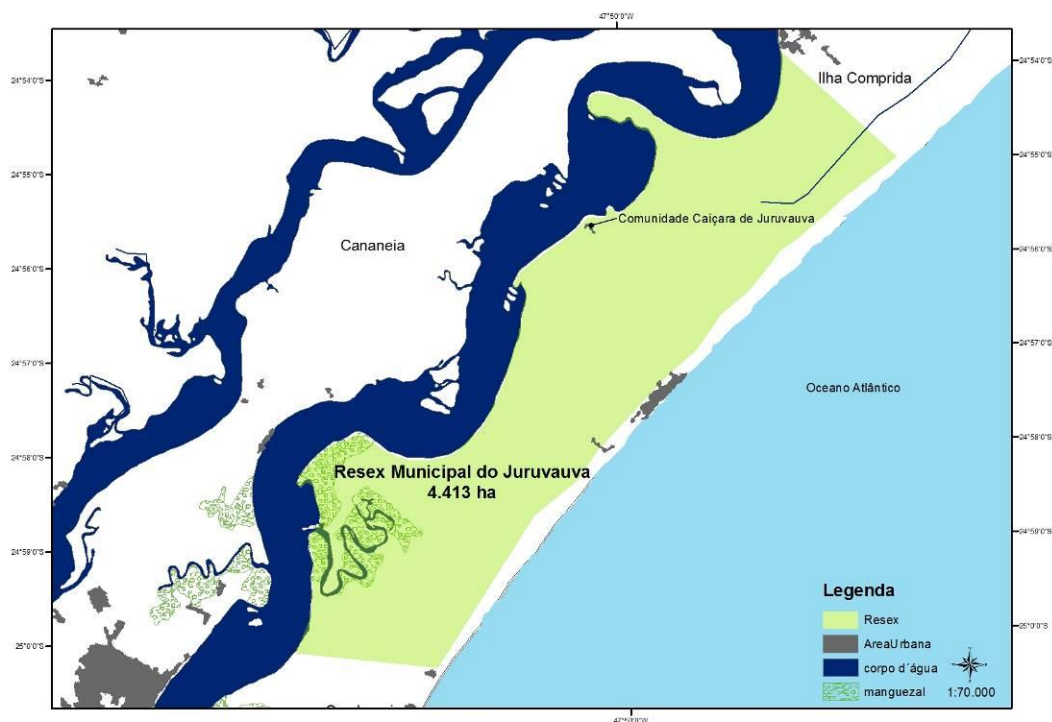 47°50'0"W
24°54'0"S
24°54'0"S
Ilha Comprida
24°55'0"S
24°55'0"S
Comunidade Caiçara de Juruvauva
Cananeia
24°56'0"S
24°56'0"S
24°57'0"S
24°57'0"S
Oceano Atlântico
24°58'0"S
24°58'0"S
Resex Municipal do Juruvauva
4.413 ha
24°59'0"S
24°59'0"S
Legenda
Resex
25°0'0"S
25°0'0"S
AreaUrbana
corpo d´água
manguezal
1:70.000